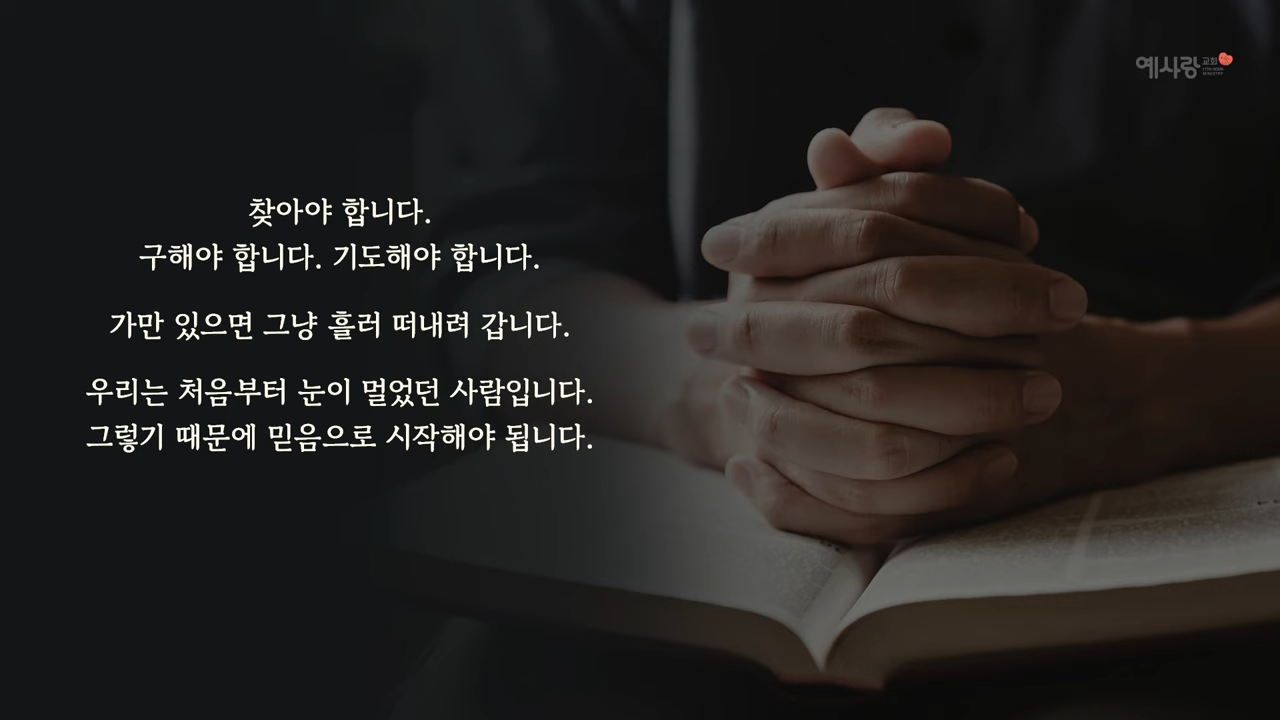 예사랑 교회
찾아야 합니다.
구해야 합니다. 기도해야 합니다.
가만 있으면 그냥 흘러 떠내려 갑니다.
우리는 처음부터 눈이 멀었던 사람입니다.
그렇기 때문에 믿음으로 시작해야 됩니다.